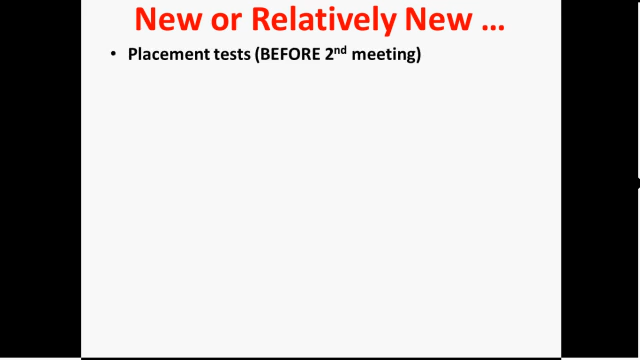 New or Relatively New ...
• Placement tests (BEFORE 2nd meeting)